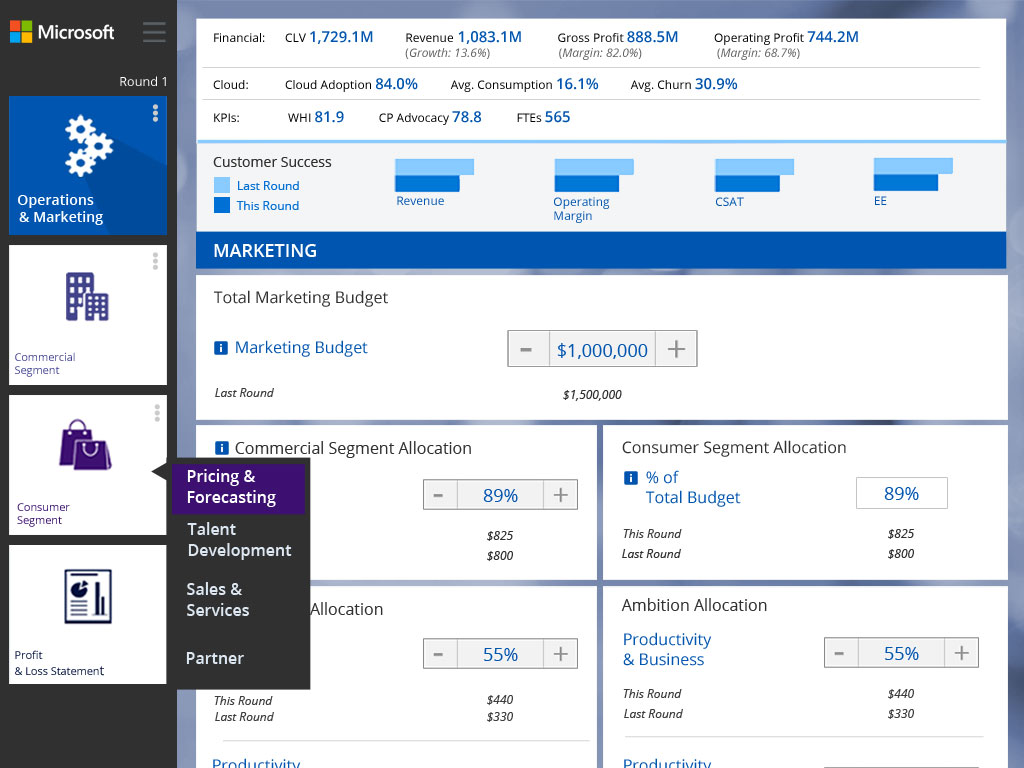 Microsoft
Round 1
Operations
& Marketing
Commercial
Segment
Consumer
Segment
Profit
& Loss Statement
Pricing &
Forecasting
Talent
Development
Sales &
Services
Partner
Financial: CLV 1,729.1M Revenue 1,083.1M Gross Profit 888.5M Operating Profit 744.2M
(Growth: 13.6%) (Margin: 82.0%) (Margin: 68.7%)
Cloud: Cloud Adoption 84.0% Avg. Consumption 16.1% Avg. Churn 30.9%
KPIs: WHI 81.9 CP Advocacy 78.8 FTEs 565
Customer Success
Last Round
This Round
Revenue
Operating
Margin
CSAT
EE
MARKETING
Total Marketing Budget
i Marketing Budget - $1,000,000 +
Last Round $1,500,000
i Commercial Segment Allocation
- 89% +
$825
$800
Consumer Segment Allocation
i % of
Total Budget
89%
This Round $825
Last Round $800
Allocation
- 55% +
This Round $440
Last Round $330
Productivity
Ambition Allocation
Productivity
& Business
- 55% +
This Round $440
Last Round $330
Productivity